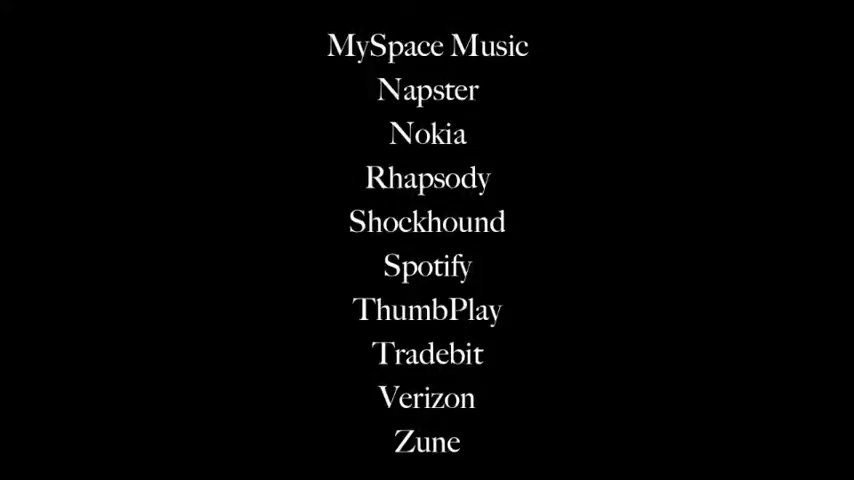 MySpace Music
Napster
Nokia
Rhapsody
Shockhound
Spotify
ThumbPlay
Tradebit
Verizon
Zune